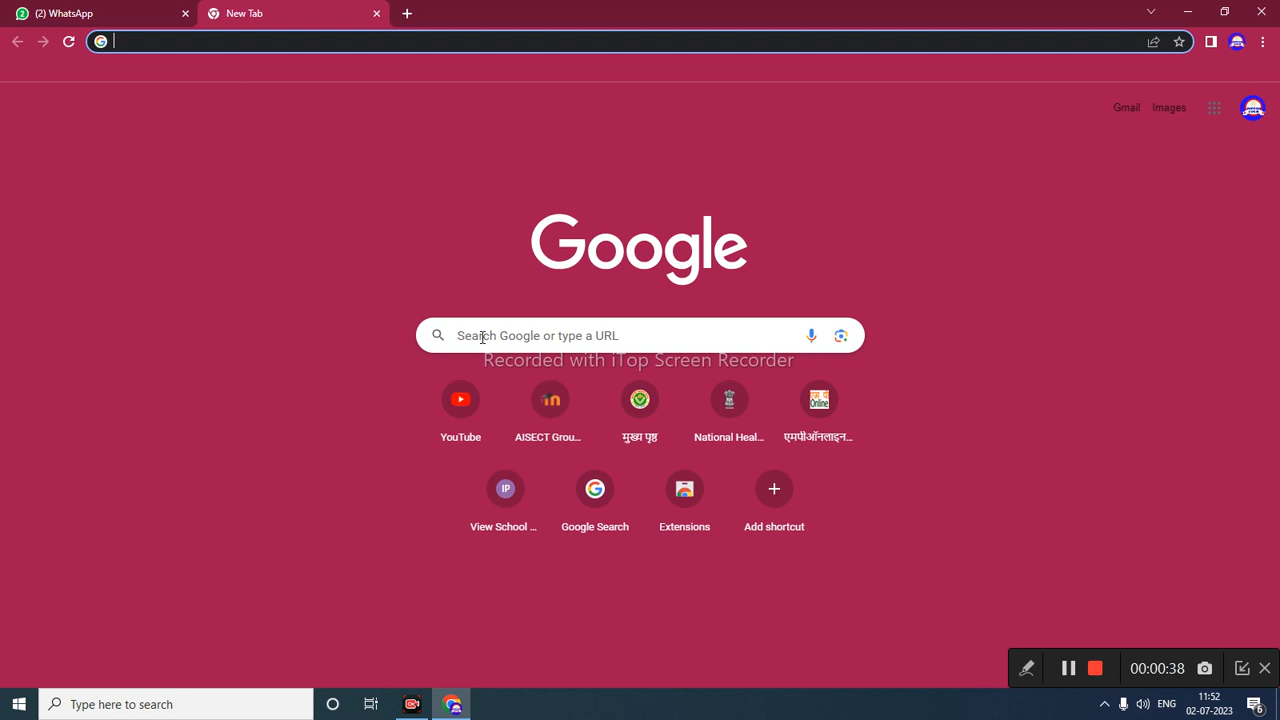 (2) WhatsApp
New Tab
Gmail
Images
Google
Search Google or type a URL
Recorded with iTop Screen Recorder
YouTube
AISECT Grou...
मुख्य पृष्ठ
National Heal...
एमपीऑनलाइन...
IP
View School ...
Google Search
Extensions
Add shortcut
00:00:38
Type here to search
ENG
11:52
02-07-2023
6